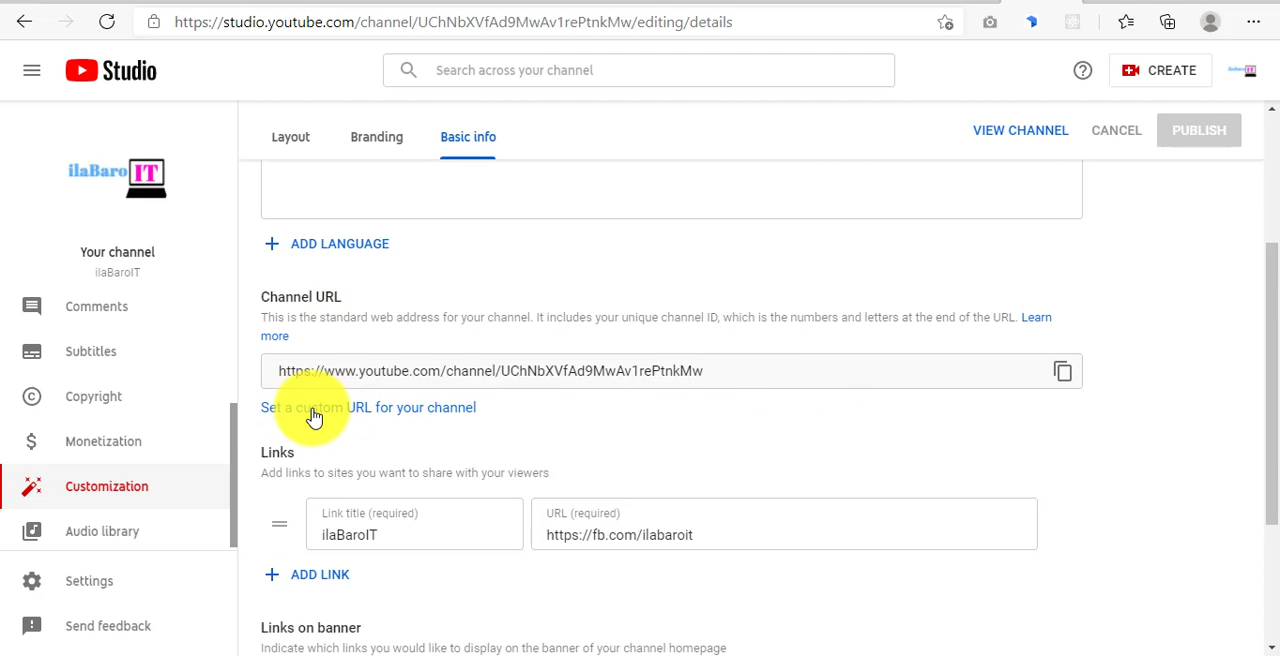 https://studio.youtube.com/channel/UChNbXVfAd9MwAv1rePtnkMw/editing/details
Studio
Search across your channel
CREATE
ilaBaro IT
Your channel
ilaBaroIT
Comments
Subtitles
Copyright
Monetization
Customization
Audio library
Settings
Send feedback
Layout
Branding
Basic info
VIEW CHANNEL
CANCEL
PUBLISH
ADD LANGUAGE
Channel URL
This is the standard web address for your channel. It includes your unique channel ID, which is the numbers and letters at the end of the URL. Learn
more
https://www.youtube.com/channel/UChNbXVfAd9MwAv1rePtnkMw
Set a custom URL for your channel
Links
Add links to sites you want to share with your viewers
Link title (required)
ilaBaroIT
URL (required)
https://fb.com/ilabaroit
ADD LINK
Links on banner
Indicate which links you would like to display on the banner of your channel homepage